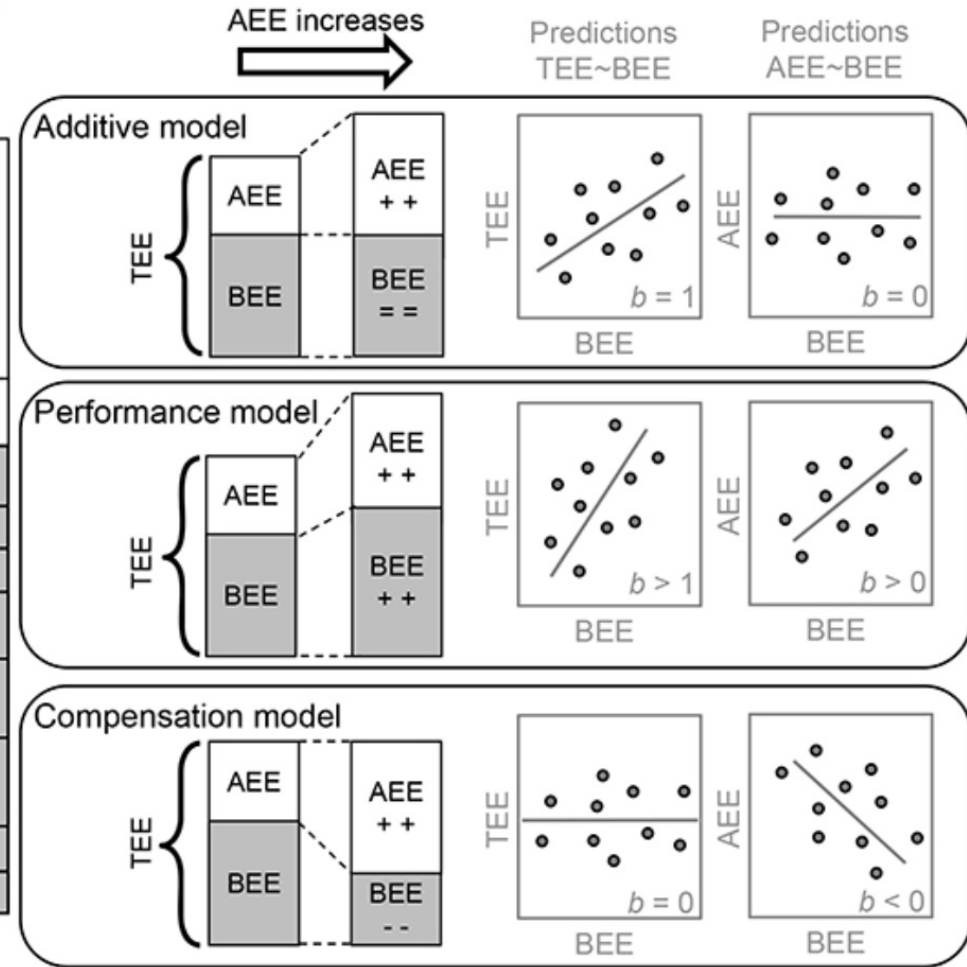 AEE increases
Predictions
TEE~BEE
Predictions
AEE~BEE
Additive model
TEE
AEE
BEE
AEE
+ +
BEE
= =
TEE
b = 1
BEE
AEE
b = 0
BEE
Performance model
TEE
AEE
BEE
AEE
+ +
BEE
+ +
TEE
b > 1
BEE
AEE
b > 0
BEE
Compensation model
TEE
AEE
BEE
AEE
+ +
BEE
- -
TEE
b = 0
BEE
AEE
b < 0
BEE